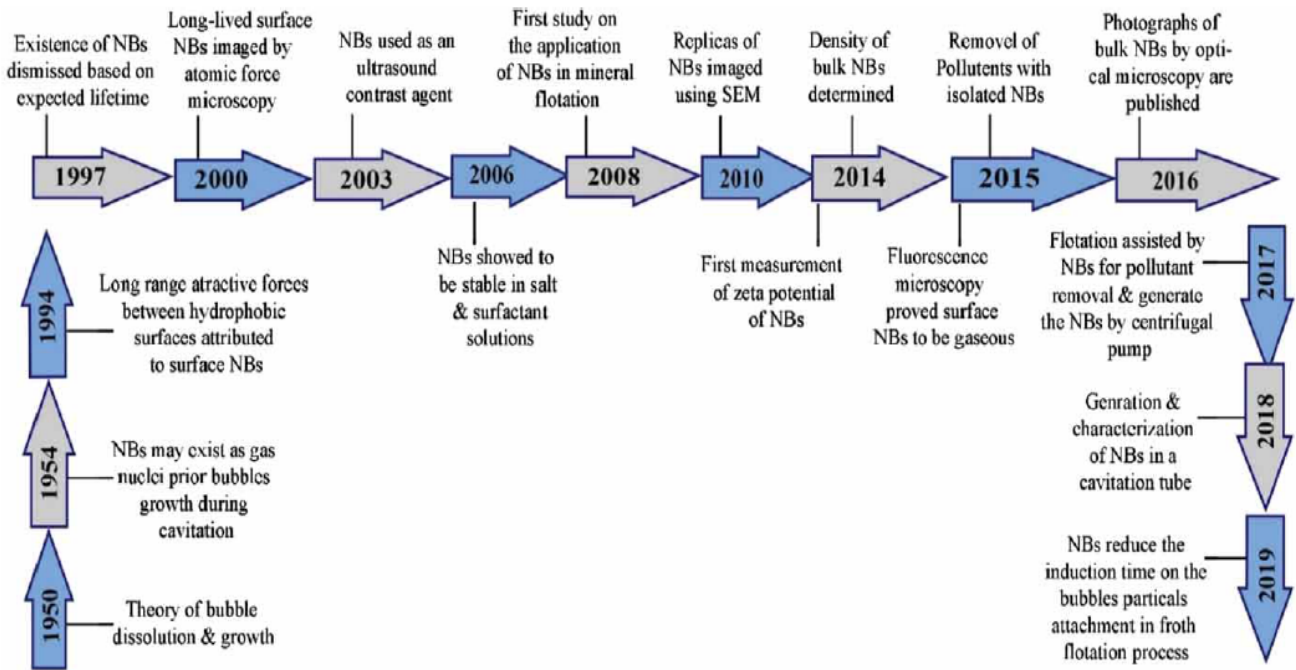 Existence of NBs
dismissed based on
expected lifetime
Long-lived surface
NBs imaged by
atomic force
microscopy
NBs used as an
ultrasound
contrast agent
First study on
the application
of NBs in mineral
flotation
Replicas of
NBs imaged
using SEM
Density of
bulk NBs
determined
Removel of
Pollutents with
isolated NBs
Photographs of
bulk NBs by opti-
cal microscopy are
published
1997
2000
2003
2006
2008
2010
2014
2015
2016
1994
Long range atractive forces
between hydrophobic
surfaces attributed
to surface NBs
NBs showed to
be stable in salt
& surfactant
solutions
First measurement
of zeta potential
of NBs
Fluorescence
microscopy
proved surface
NBs to be gaseous
Flotation assisted by
NBs for pollutant
removal & generate
the NBs by centrifugal
pump
2017
1954
NBs may exist as gas
nuclei prior bubbles
growth during
cavitation
Genration &
characterization
of NBs in a
cavitation tube
2018
1950
Theory of bubble
dissolution & growth
NBs reduce the
induction time on the
bubbles particals
attachment in froth
flotation process
2019